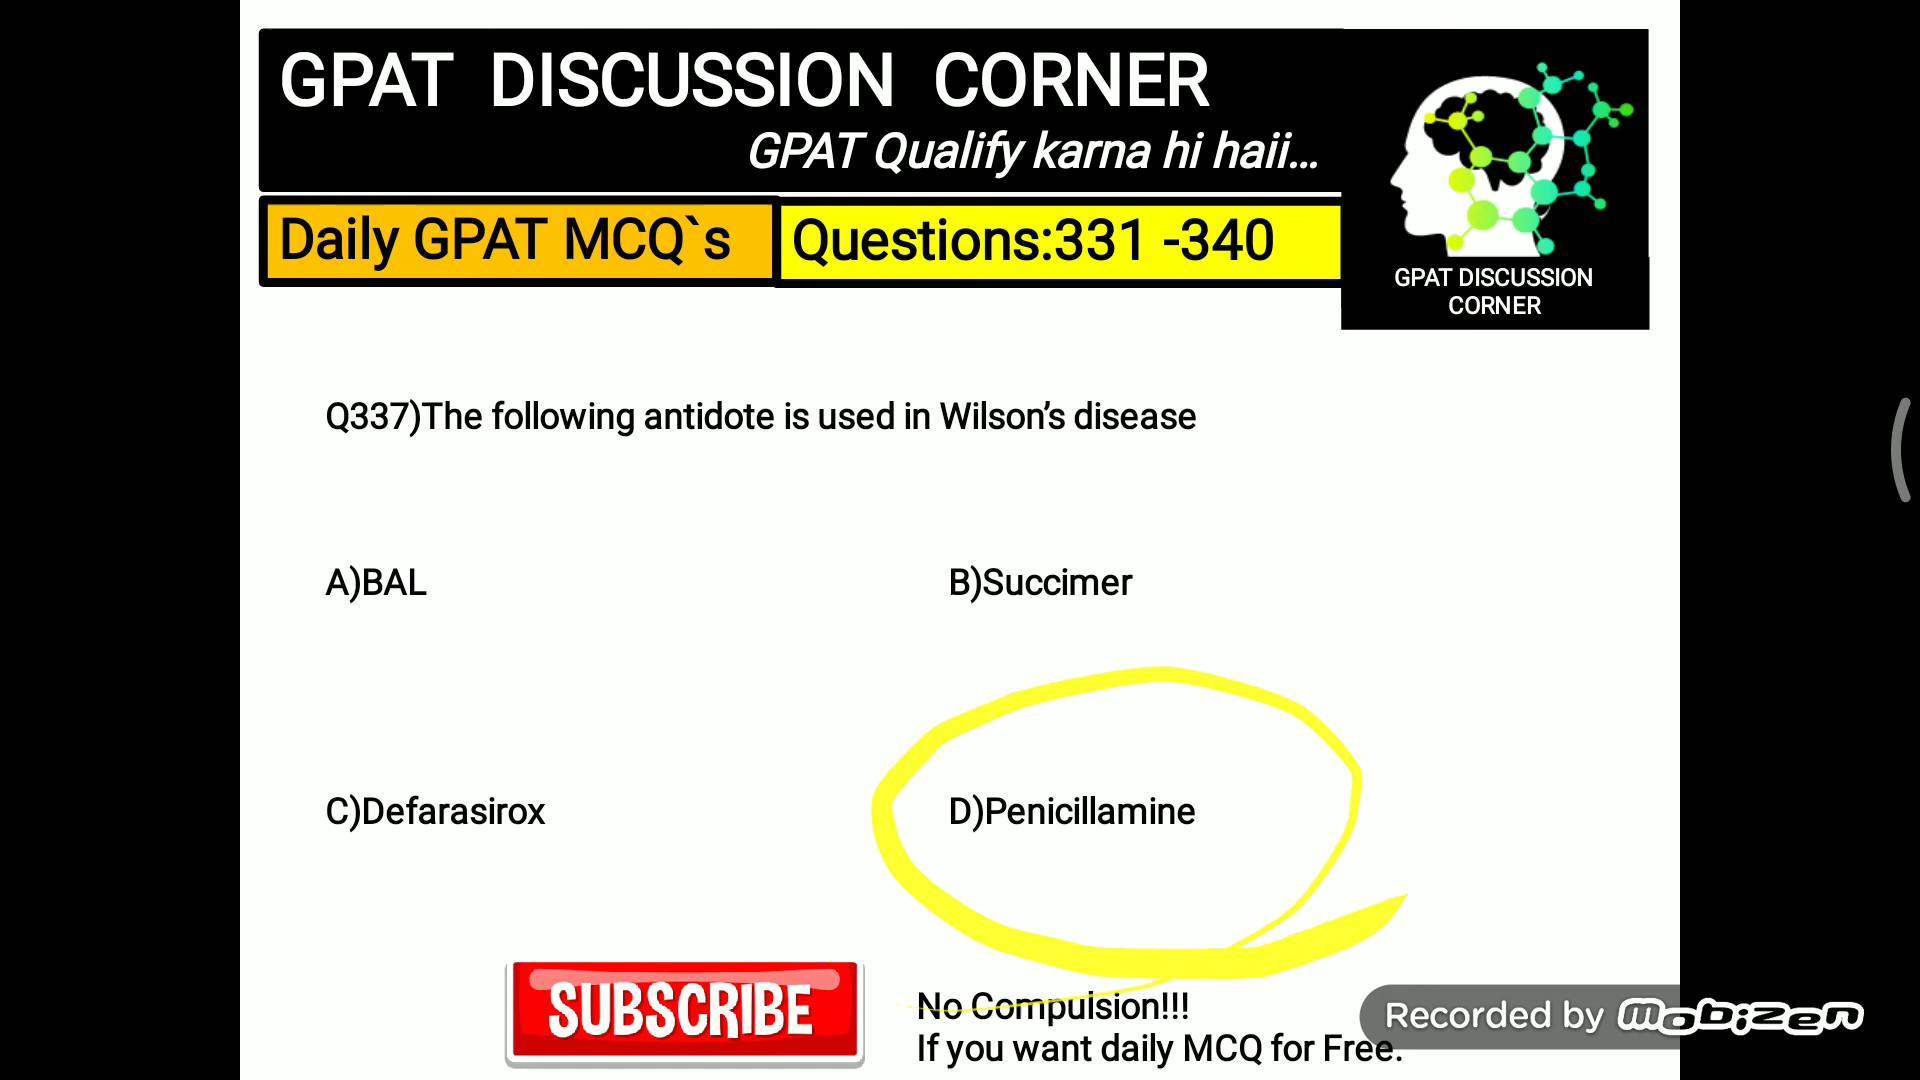 GPAT DISCUSSION CORNER
GPAT Qualify karna hi haii...
Daily GPAT MCQ`s
Questions:331 -340
GPAT DISCUSSION
CORNER
Q337)The following antidote is used in Wilson’s disease
A)BAL
B)Succimer
C)Defarasirox
D)Penicillamine
SUBSCRIBE
No Compulsion!!!
If you want daily MCQ for Free.
Recorded by mobizen